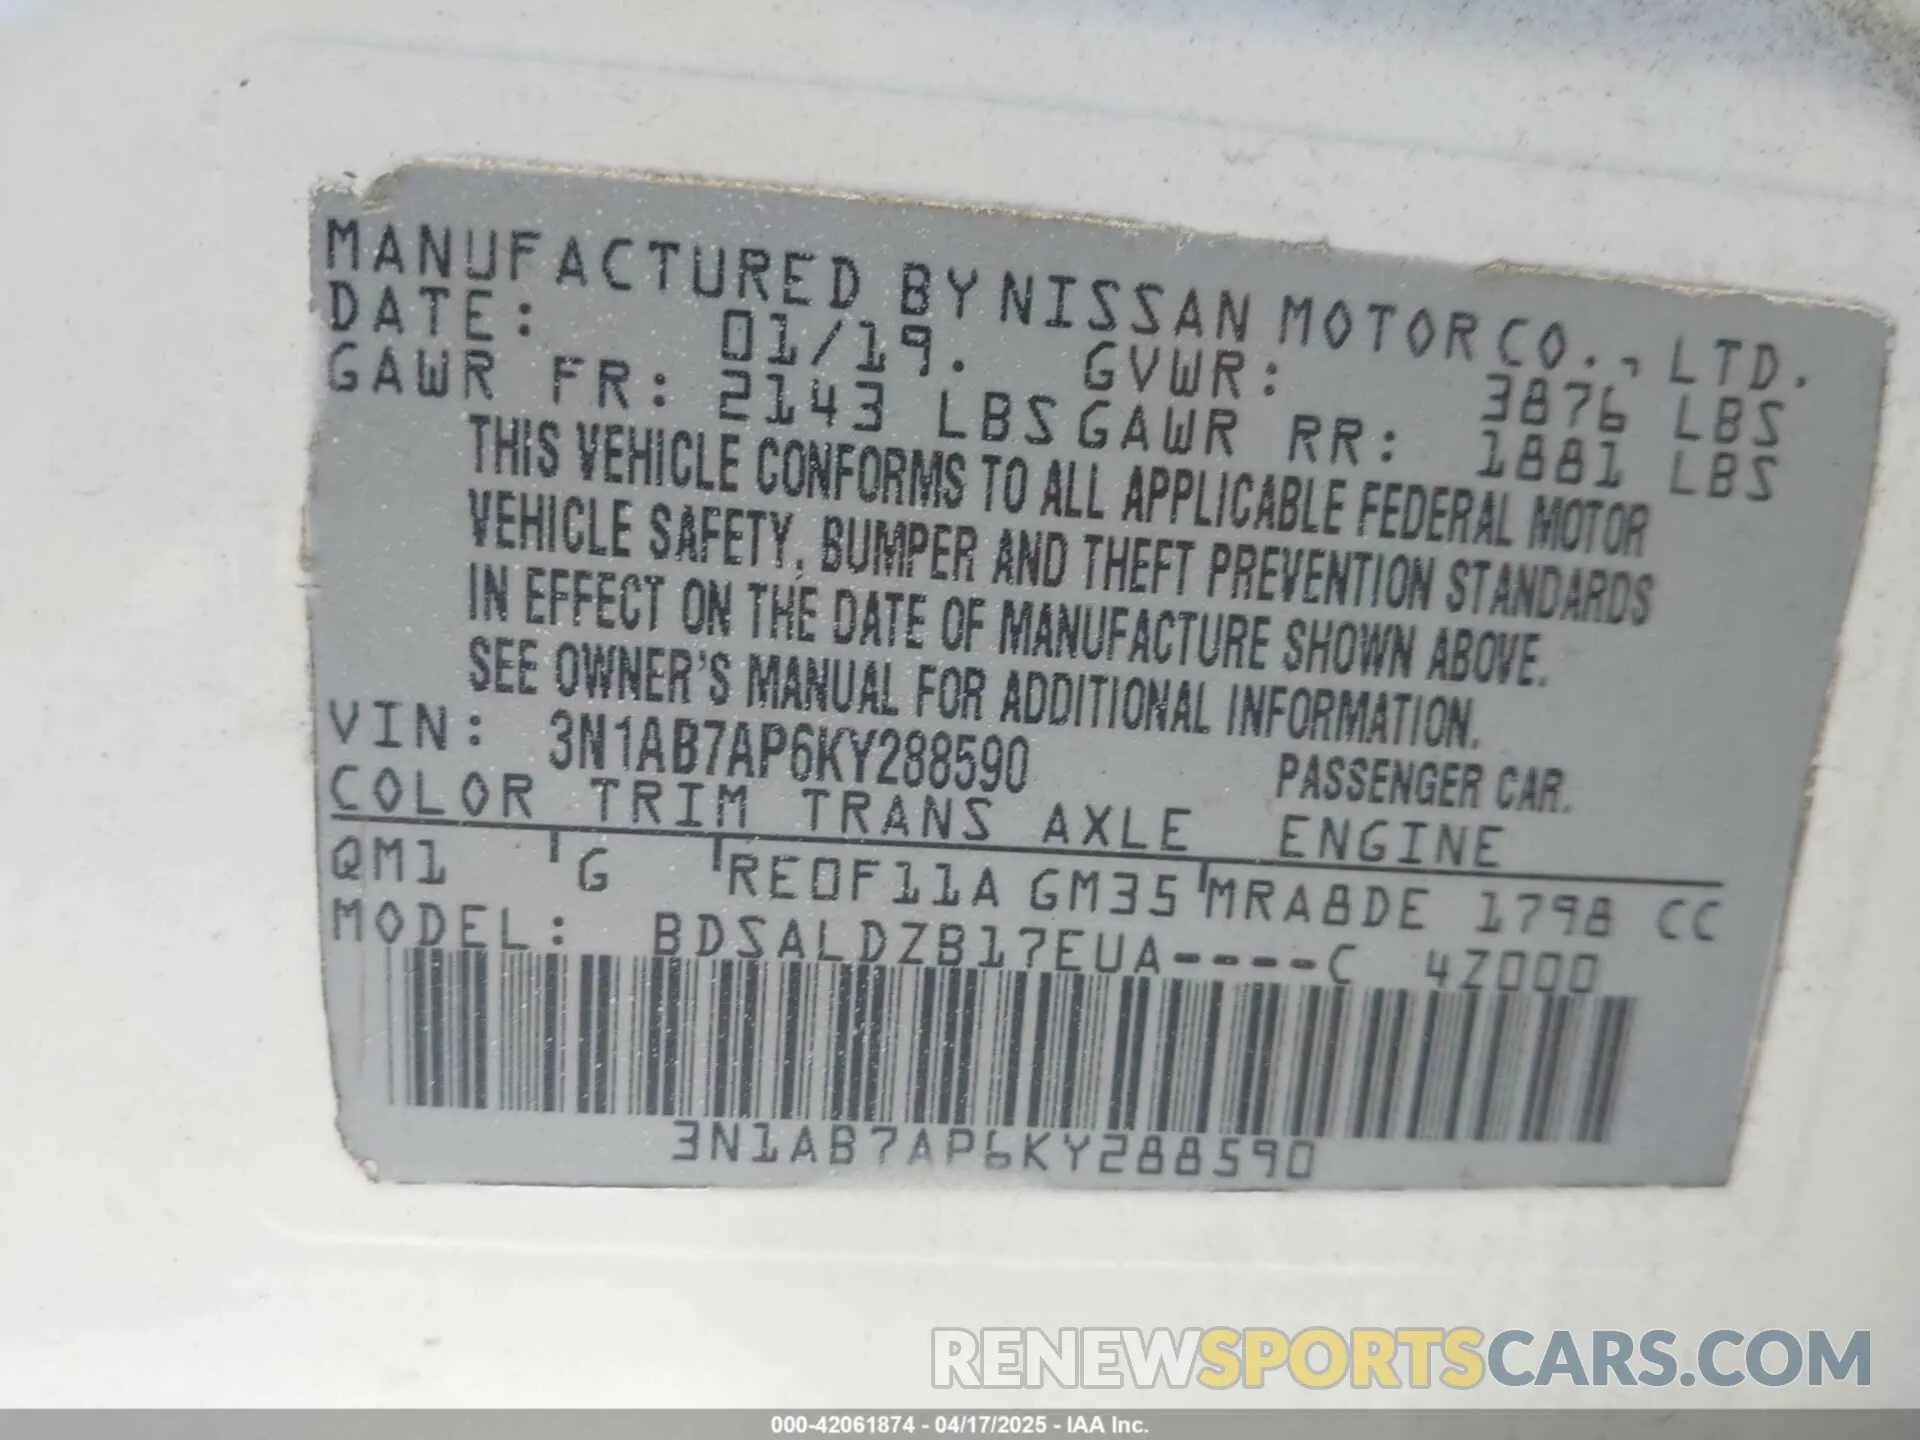 MANUFACTURED BY NISSAN MOTOR CO., LTD.
DATE: 01/19. GVWR: 3876 LBS
GAWR FR: 2143 LBS GAWR RR: 1881 LBS
THIS VEHICLE CONFORMS TO ALL APPLICABLE FEDERAL MOTOR
VEHICLE SAFETY, BUMPER AND THEFT PREVENTION STANDARDS
IN EFFECT ON THE DATE OF MANUFACTURE SHOWN ABOVE.
SEE OWNER'S MANUAL FOR ADDITIONAL INFORMATION.
VIN: 3N1AB7AP6KY288590 PASSENGER CAR.
COLOR TRIM TRANS AXLE ENGINE
QM1 G RE0F11A GM35 MRA8DE 1798 CC
MODEL: BDSALDZB17EUA----C 4Z000
3N1AB7AP6KY288590
RENEWSPORTSCARS.COM
000-42061874 - 04/17/2025 - IAA Inc.